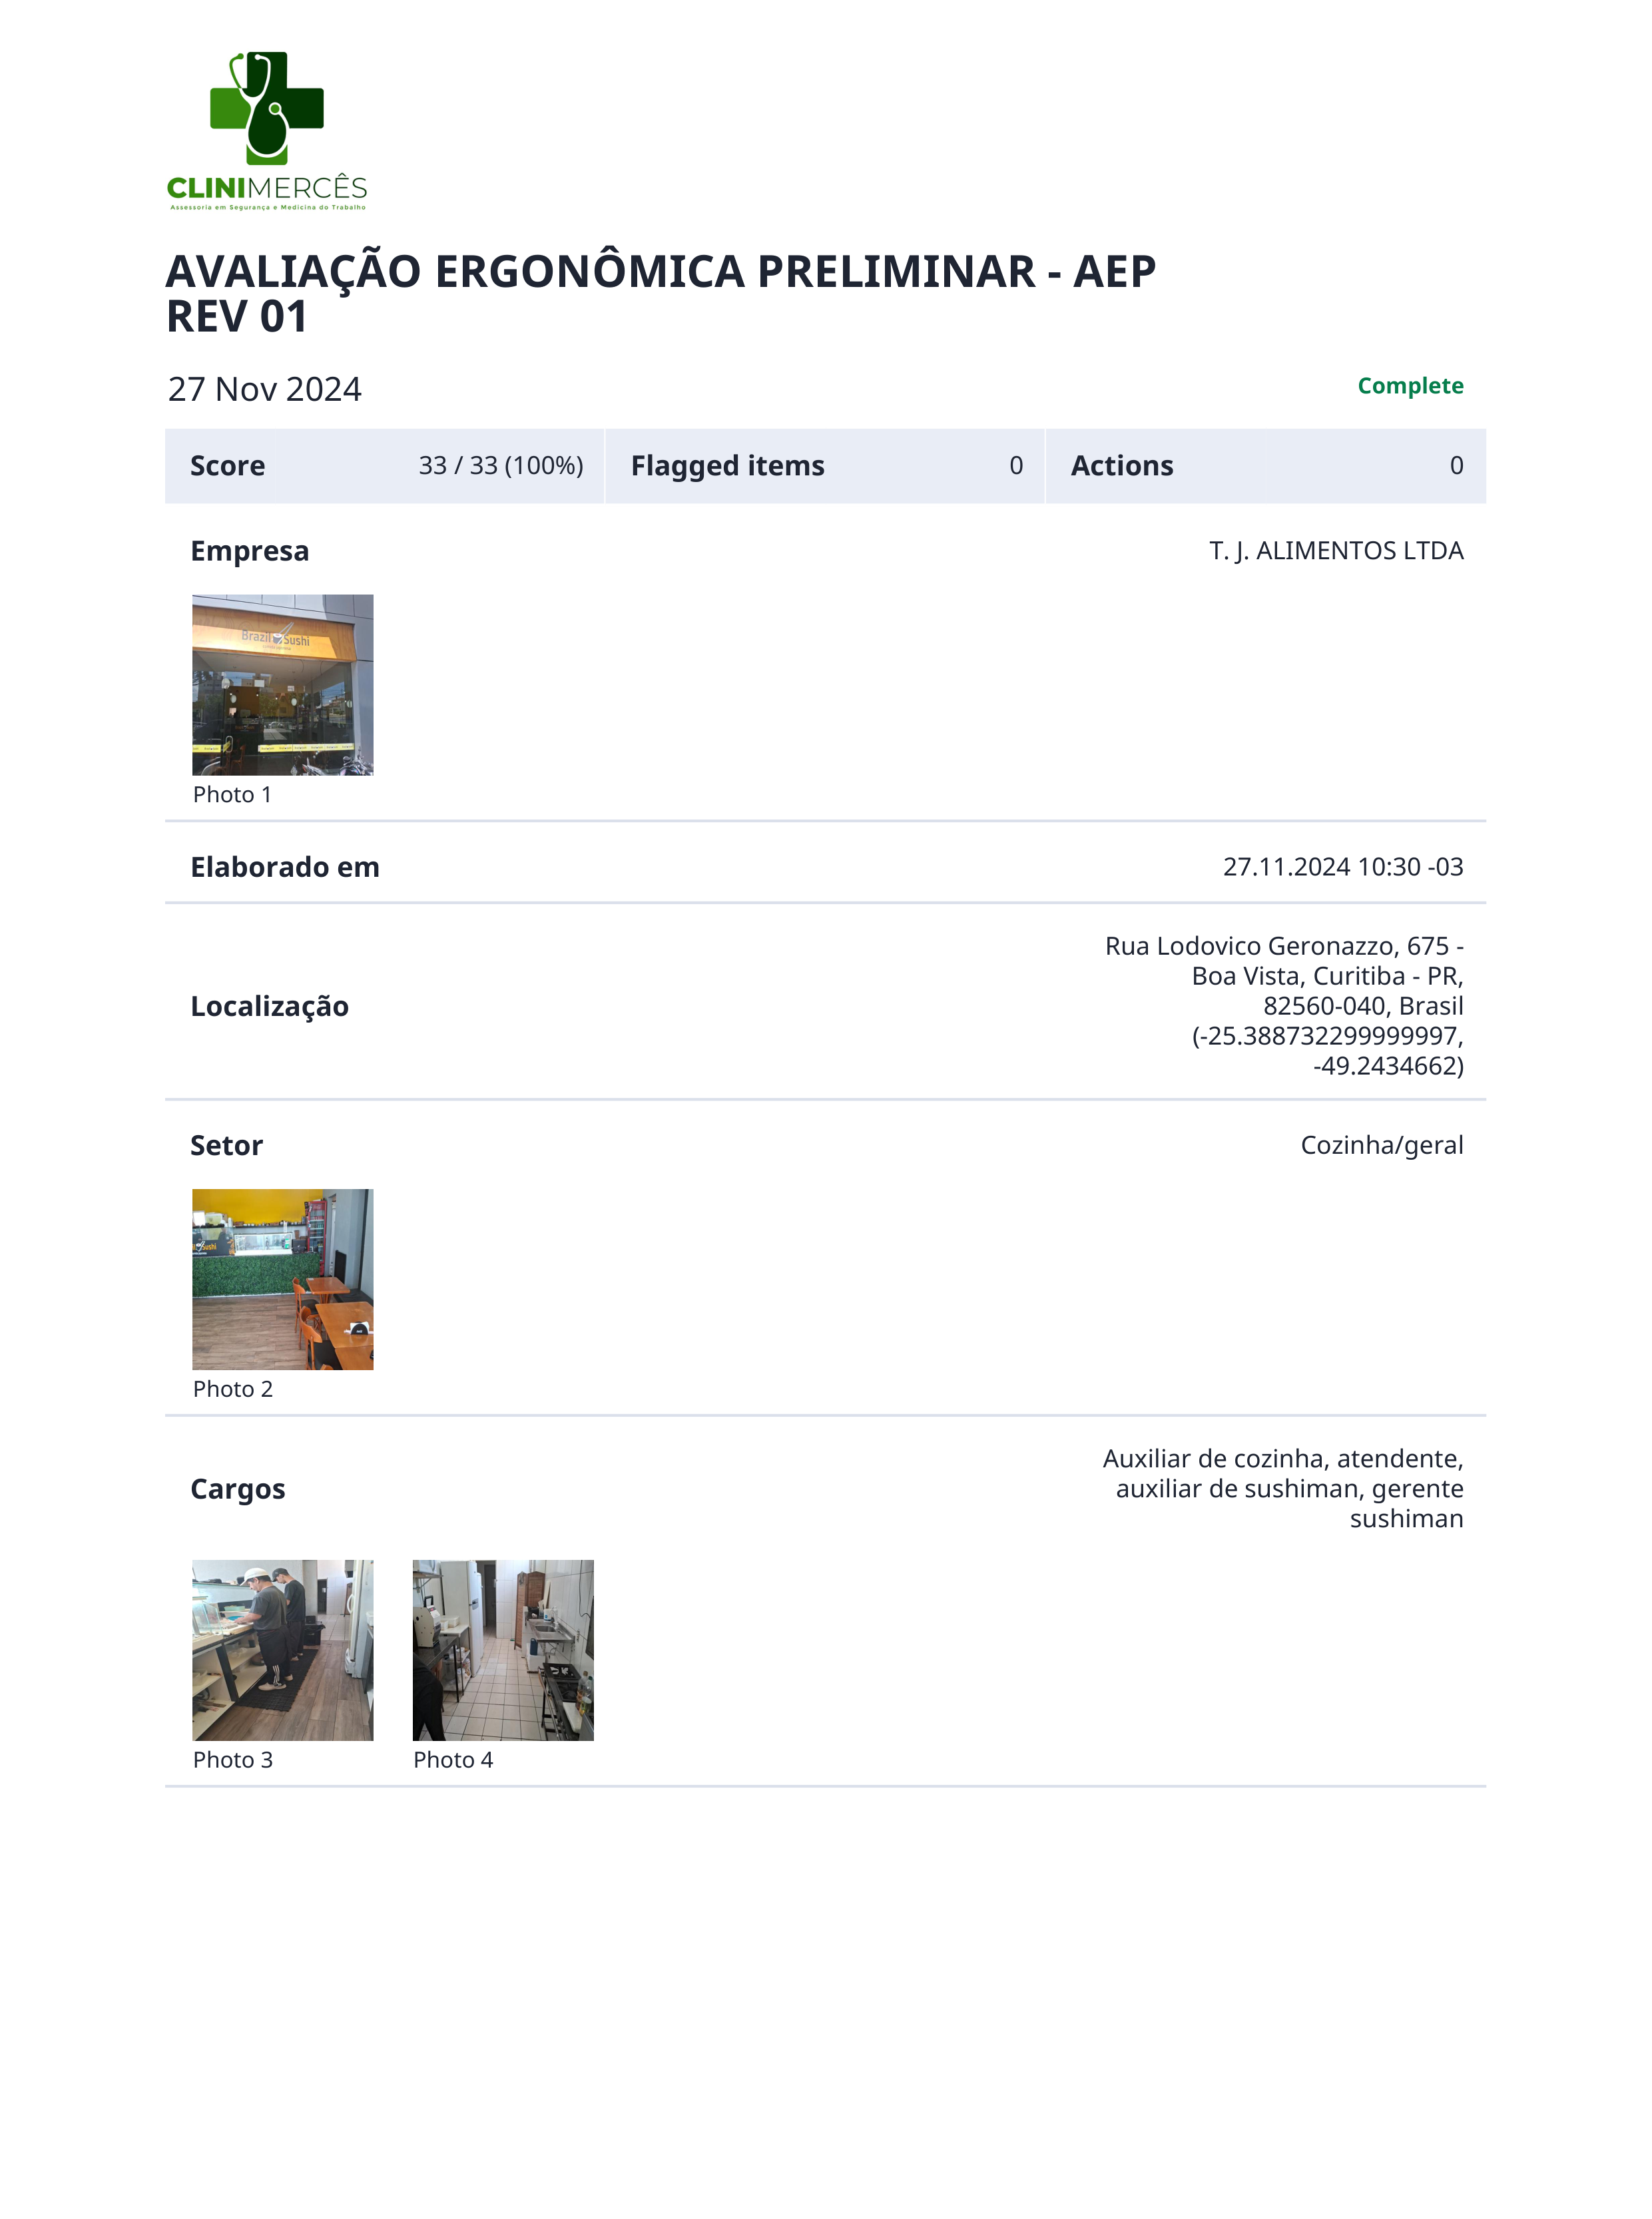 CLINIMERCÊS
Assessoria em Segurança e Medicina do Trabalho
AVALIAÇÃO ERGONÔMICA PRELIMINAR - AEP
REV 01
27 Nov 2024
Complete
Score 33 / 33 (100%) Flagged items 0 Actions 0
Empresa T. J. ALIMENTOS LTDA
Brazil Sushi
Photo 1
Elaborado em 27.11.2024 10:30 -03
Localização
Rua Lodovico Geronazzo, 675 -
Boa Vista, Curitiba - PR,
82560-040, Brasil
(-25.388732299999997,
-49.2434662)
Setor Cozinha/geral
Sushi
Photo 2
Cargos
Auxiliar de cozinha, atendente,
auxiliar de sushiman, gerente
sushiman
Photo 3 Photo 4